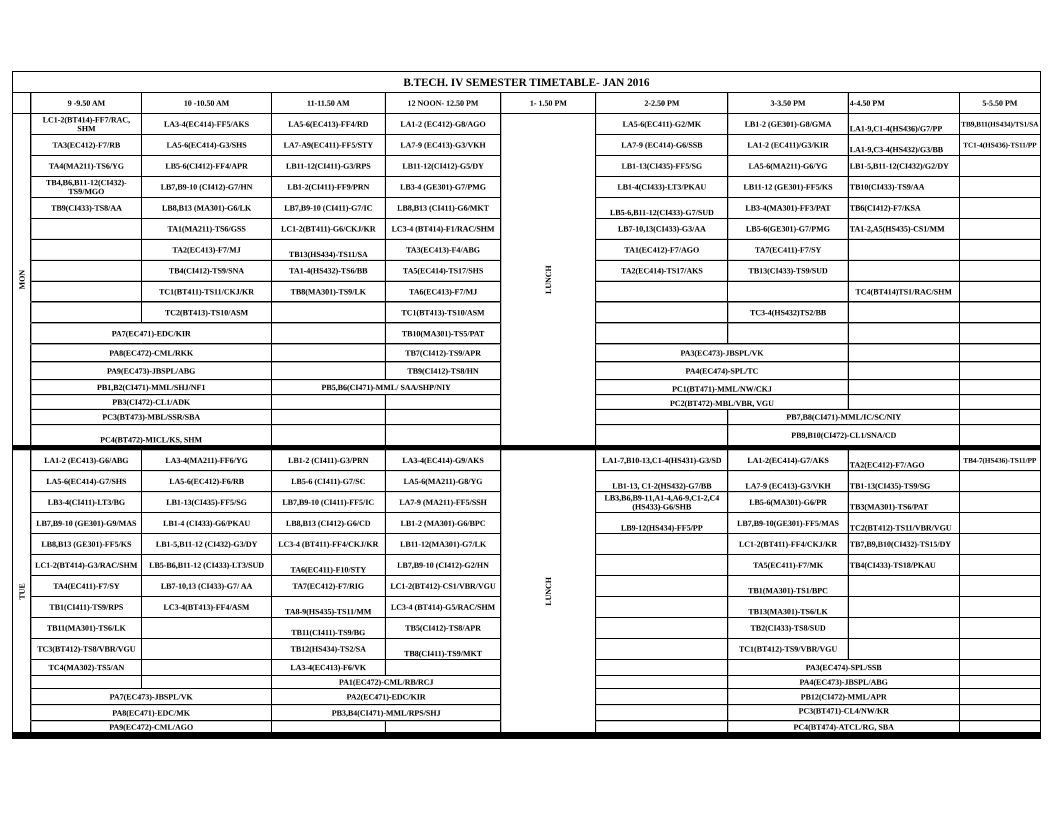 B.TECH. IV SEMESTER TIMETABLE- JAN 2016
9 -9.50 AM 10 -10.50 AM 11-11.50 AM 12 NOON- 12.50 PM 1- 1.50 PM 2-2.50 PM 3-3.50 PM 4-4.50 PM 5-5.50 PM
MON
LUNCH
LC1-2(BT414)-FF7/RAC,
SHM LA3-4(EC414)-FF5/AKS LA5-6(EC413)-FF4/RD LA1-2 (EC412)-G8/AGO LA5-6(EC411)-G2/MK LB1-2 (GE301)-G8/GMA LA1-9,C1-4(HS436)/G7/PP TB9,B11(HS434)/TS1/SA
TA3(EC412)-F7/RB LA5-6(EC414)-G3/SHS LA7-A9(EC411)-FF5/STY LA7-9 (EC413)-G3/VKH LA7-9 (EC414)-G6/SSB LA1-2 (EC411)/G3/KIR LA1-9,C3-4(HS432)/G3/BB TC1-4(HS436)-TS11/PP
TA4(MA211)-TS6/YG LB5-6(CI412)-FF4/APR LB11-12(CI413)-G3/RPS LB11-12(CI412)-G5/DY LB1-13(CI435)-FF5/SG LA5-6(MA211)-G6/YG LB1-5,B11-12(CI432)/G2/DY
TB4,B6,B11-12(CI432)-
TS9/MGO LB7,B9-10 (CI412)-G7/HN LB1-2(CI411)-FF9/PRN LB3-4 (GE301)-G7/PMG LB1-4(CI433)-LT3/PKAU LB11-12 (GE301)-FF5/KS TB10(CI433)-TS9/AA
TB9(CI433)-TS8/AA LB8,B13 (MA301)-G6/LK LB7,B9-10 (CI411)-G7/IC LB8,B13 (CI411)-G6/MKT LB5-6,B11-12(CI433)-G7/SUD LB3-4(MA301)-FF3/PAT TB6(CI412)-F7/KSA
TA1(MA211)-TS6/GSS LC1-2(BT411)-G6/CKJ/KR LC3-4 (BT414)-F1/RAC/SHM LB7-10,13(CI433)-G3/AA LB5-6(GE301)-G7/PMG TA1-2,A5(HS435)-CS1/MM
TA2(EC413)-F7/MJ TB13(HS434)-TS11/SA TA3(EC413)-F4/ABG TA1(EC412)-F7/AGO TA7(EC411)-F7/SY
TB4(CI412)-TS9/SNA TA1-4(HS432)-TS6/BB TA5(EC414)-TS17/SHS TA2(EC414)-TS17/AKS TB13(CI433)-TS9/SUD
TC1(BT411)-TS11/CKJ/KR TB8(MA301)-TS9/LK TA6(EC413)-F7/MJ TC4(BT414)TS1/RAC/SHM
TC2(BT413)-TS10/ASM TC1(BT413)-TS10/ASM TC3-4(HS432)TS2/BB
PA7(EC471)-EDC/KIR TB10(MA301)-TS5/PAT
PA8(EC472)-CML/RKK TB7(CI412)-TS9/APR PA3(EC473)-JBSPL/VK
PA9(EC473)-JBSPL/ABG TB9(CI412)-TS8/HN PA4(EC474)-SPL/TC
PB1,B2(CI471)-MML/SHJ/NF1 PB5,B6(CI471)-MML/ SAA/SHP/NIY PC1(BT471)-MML/NW/CKJ
PB3(CI472)-CL1/ADK PC2(BT472)-MBL/VBR, VGU
PC3(BT473)-MBL/SSR/SBA PB7,B8(CI471)-MML/IC/SC/NIY
PC4(BT472)-MICL/KS, SHM PB9,B10(CI472)-CL1/SNA/CD
TUE
LUNCH
LA1-2 (EC413)-G6/ABG LA3-4(MA211)-FF6/YG LB1-2 (CI411)-G3/PRN LA3-4(EC414)-G9/AKS LA1-7,B10-13,C1-4(HS431)-G3/SD LA1-2(EC414)-G7/AKS TA2(EC412)-F7/AGO TB4-7(HS436)-TS11/PP
LA5-6(EC414)-G7/SHS LA5-6(EC412)-F6/RB LB5-6 (CI411)-G7/SC LA5-6(MA211)-G8/YG LB1-13, C1-2(HS432)-G7/BB LA7-9 (EC413)-G3/VKH TB1-13(CI435)-TS9/SG
LB3-4(CI411)-LT3/BG LB1-13(CI435)-FF5/SG LB7,B9-10(CI411)-FF5/IC LA7-9 (MA211)-FF5/SSH LB3,B6,B9-11,A1-4,A6-9,C1-2,C4
(HS433)-G6/SHB LB5-6(MA301)-G6/PR TB3(MA301)-TS6/PAT
LB7,B9-10 (GE301)-G9/MAS LB1-4 (CI433)-G6/PKAU LB8,B13 (CI412)-G6/CD LB1-2 (MA301)-G6/BPC LB9-12(HS434)-FF5/PP LB7,B9-10(GE301)-FF5/MAS TC2(BT412)-TS11/VBR/VGU
LB8,B13 (GE301)-FF5/KS LB1-5,B11-12 (CI432)-G3/DY LC3-4 (BT411)-FF4/CKJ/KR LB11-12(MA301)-G7/LK LC1-2(BT411)-FF4/CKJ/KR TB7,B9,B10(CI432)-TS15/DY
LC1-2(BT414)-G3/RAC/SHM LB5-B6,B11-12 (CI433)-LT3/SUD TA6(EC411)-F10/STY LB7,B9-10(CI412)-G2/HN TA5(EC411)-F7/MK TB4(CI433)-TS18/PKAU
TA4(EC411)-F7/SY LB7-10,13 (CI433)-G7/ AA TA7(EC412)-F7/RIG LC1-2(BT412)-CS1/VBR/VGU TB1(MA301)-TS1/BPC
TB1(CI411)-TS9/RPS LC3-4(BT413)-FF4/ASM TA8-9(HS435)-TS11/MM LC3-4 (BT414)-G5/RAC/SHM TB13(MA301)-TS6/LK
TB11(MA301)-TS6/LK TB11(CI411)-TS9/BG TB5(CI412)-TS8/APR TB2(CI433)-TS8/SUD
TC3(BT412)-TS8/VBR/VGU TB12(HS434)-TS2/SA TB8(CI411)-TS9/MKT TC1(BT412)-TS9/VBR/VGU
TC4(MA302)-TS5/AN LA3-4(EC413)-F6/VK PA3(EC474)-SPL/SSB
PA1(EC472)-CML/RB/RCJ PA4(EC473)-JBSPL/ABG
PA7(EC473)-JBSPL/VK PA2(EC471)-EDC/KIR PB12(CI472)-MML/APR
PA8(EC471)-EDC/MK PB3,B4(CI471)-MML/RPS/SHJ PC3(BT471)-CL4/NW/KR
PA9(EC472)-CML/AGO PC4(BT474)-ATCL/RG, SBA